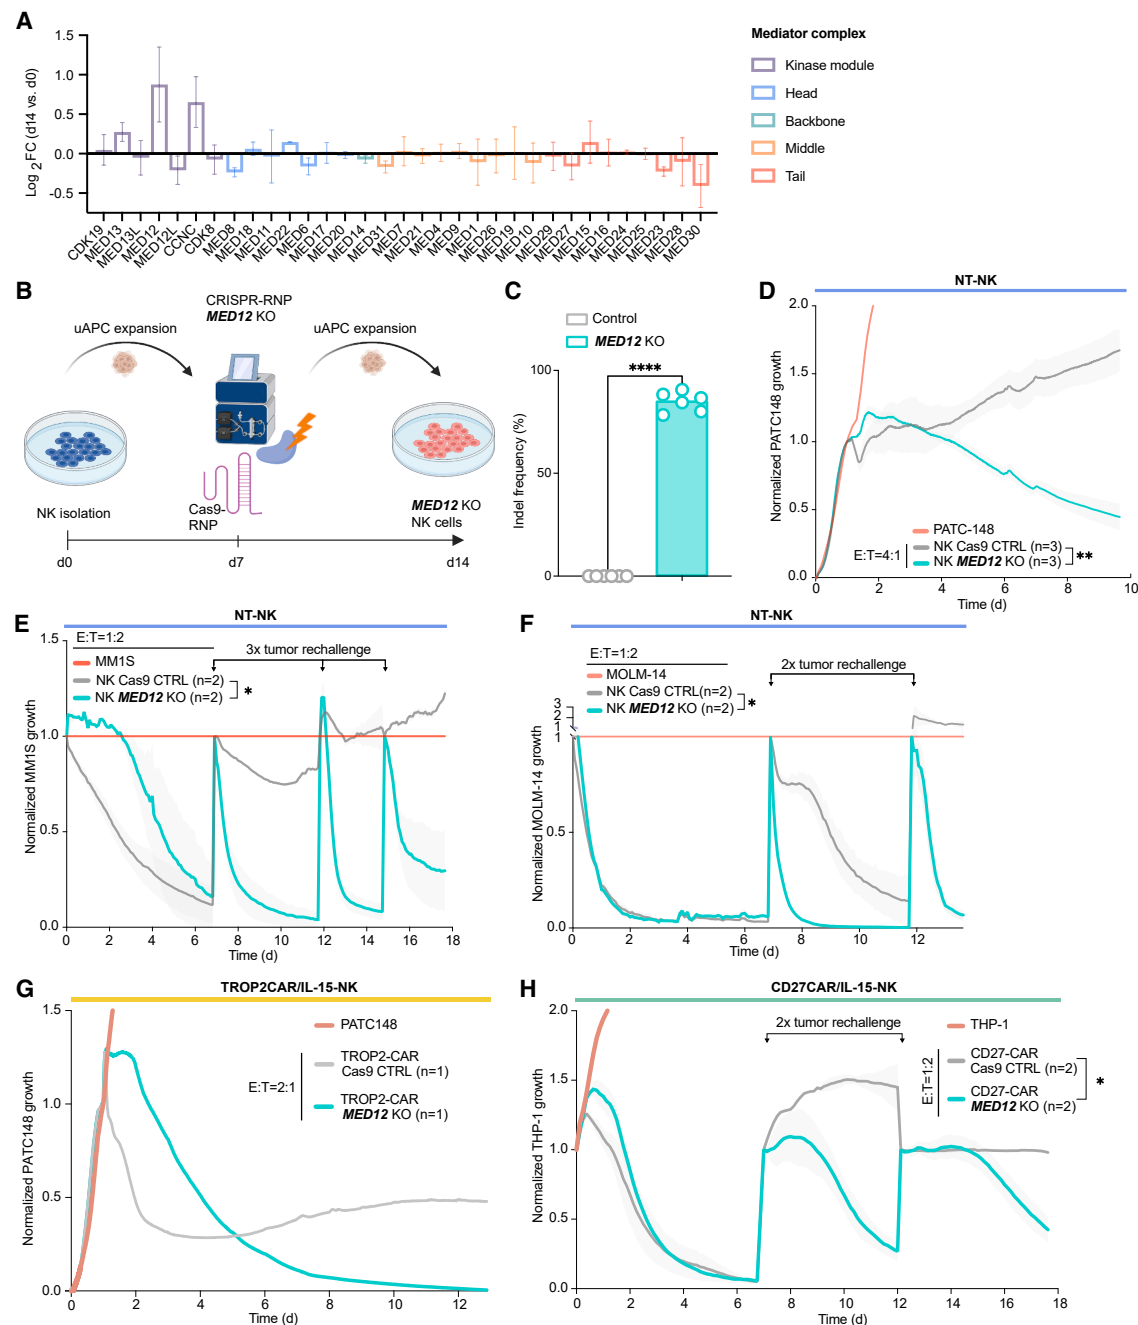 A
Log2FC (d14 vs. d0)
1.5
1.0
0.5
0.0
-0.5
CDK19
MED13
MED13L
MED12
MED12L
CCNC
CDK8
MED8
MED18
MED11
MED22
MED6
MED17
MED20
MED14
MED31
MED7
MED21
MED4
MED9
MED1
MED26
MED19
MED10
MED29
MED27
MED15
MED16
MED24
MED25
MED23
MED28
MED30
Mediator complex
Kinase module
Head
Backbone
Middle
Tail
B
CRISPR-RNP
MED12 KO
uAPC expansion
uAPC expansion
NK isolation
Cas9-
RNP
MED12 KO
NK cells
d0
d7
d14
C
Control
MED12 KO
****
Indel frequency (%)
100
50
0
D
NT-NK
Normalized PATC148 growth
2.0
1.5
1.0
0.5
0.0
PATC-148
E:T=4:1
NK Cas9 CTRL (n=3)
NK MED12 KO (n=3)
**
0 2 4 6 8 10
Time (d)
E
NT-NK
E:T=1:2
3x tumor rechallenge
MM1S
NK Cas9 CTRL (n=2)
NK MED12 KO (n=2)
*
Normalized MM1S growth
1.5
1.0
0.5
0.0
0 2 4 6 8 10 12 14 16 18
Time (d)
F
NT-NK
E:T=1:2
2x tumor rechallenge
MOLM-14
NK Cas9 CTRL(n=2)
NK MED12 KO (n=2)
*
Normalized MOLM-14 growth
3
2
1
1
0.5
0.0
0 2 4 6 8 10 12
Time (d)
G
TROP2CAR/IL-15-NK
Normalized PATC148 growth
1.5
1.0
0.5
0.0
PATC148
E:T=2:1
TROP2-CAR
Cas9 CTRL (n=1)
TROP2-CAR
MED12 KO (n=1)
0 2 4 6 8 10 12
Time (d)
H
CD27CAR/IL-15-NK
2x tumor rechallenge
THP-1
E:T=1:2
CD27-CAR
Cas9 CTRL (n=2)
CD27-CAR
MED12 KO (n=2)
*
Normalized THP-1 growth
2.0
1.5
1.0
0.5
0.0
0 2 4 6 8 10 12 14 16 18
Time (d)